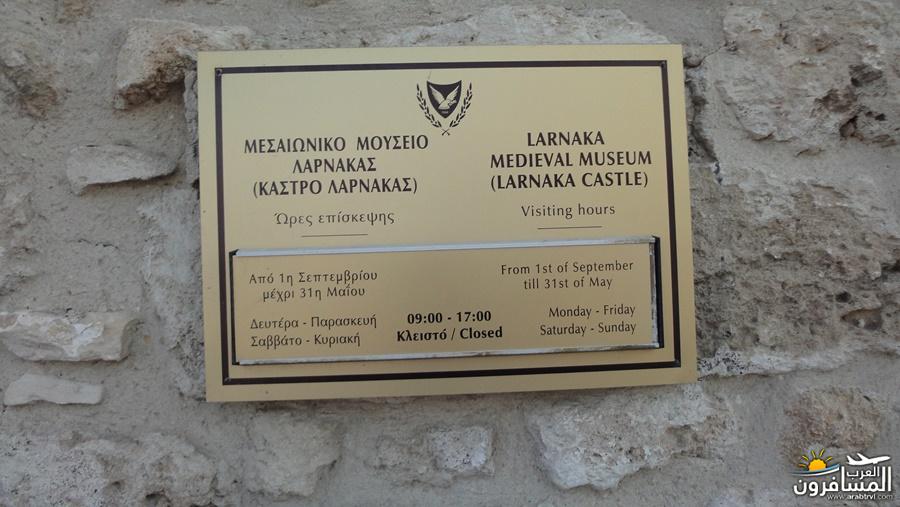 ΜΕΣΑΙΩΝΙΚΟ ΜΟΥΣΕΙΟ
ΛΑΡΝΑΚΑΣ
(ΚΑΣΤΡΟ ΛΑΡΝΑΚΑΣ)
Ώρες επίσκεψης
LARNAKA
MEDIEVAL MUSEUM
(LARNAKA CASTLE)
Visiting hours
Από 1η Σεπτεμβρίου
μέχρι 31η Μαΐου
From 1st of September
till 31st of May
Δευτέρα - Παρασκευή 09:00 - 17:00 Monday - Friday
Σαββάτο - Κυριακή Κλειστό / Closed Saturday - Sunday
العرب
المسافرون
www.arabtrvl.com